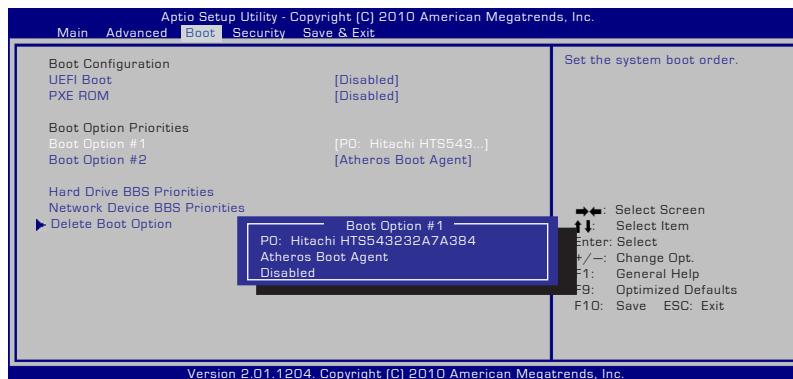 Aptio Setup Utility - Copyright (C) 2010 American Megatrends, Inc.
Main Advanced Boot Security Save & Exit
Boot Configuration
UEFI Boot [Disabled]
PXE ROM [Disabled]
Boot Option Priorities
Boot Option #1 [P0: Hitachi HTS543...]
Boot Option #2 [Atheros Boot Agent]
Hard Drive BBS Priorities
Network Device BBS Priorities
Delete Boot Option
Boot Option #1
P0: Hitachi HTS543232A7A384
Atheros Boot Agent
Disabled
Set the system boot order.
→←: Select Screen
↑↓: Select Item
Enter: Select
+/—: Change Opt.
F1: General Help
F9: Optimized Defaults
F10: Save ESC: Exit
Version 2.01.1204. Copyright (C) 2010 American Megatrends, Inc.